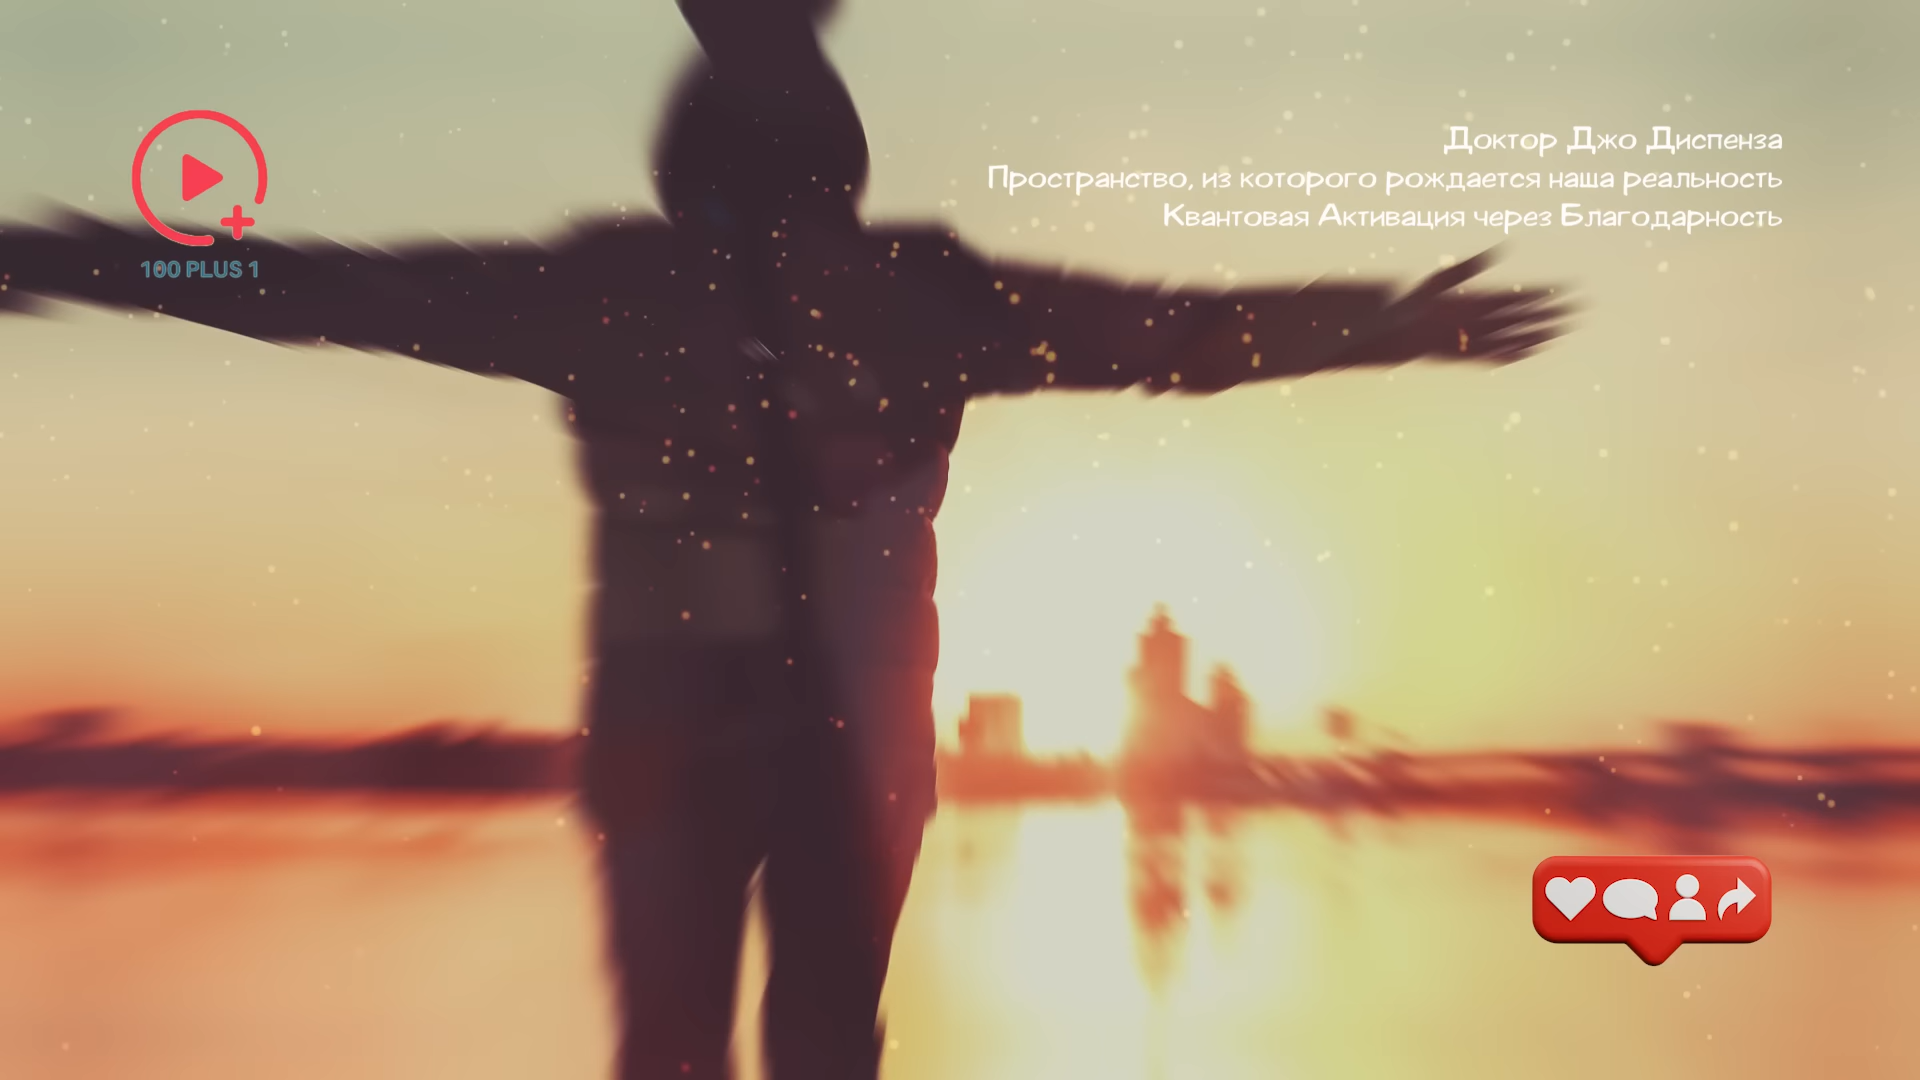 100 PLUS 1
Доктор Джо Диспенза
Пространство, из которого рождается наша реальность
Квантовая Активация через Благодарность